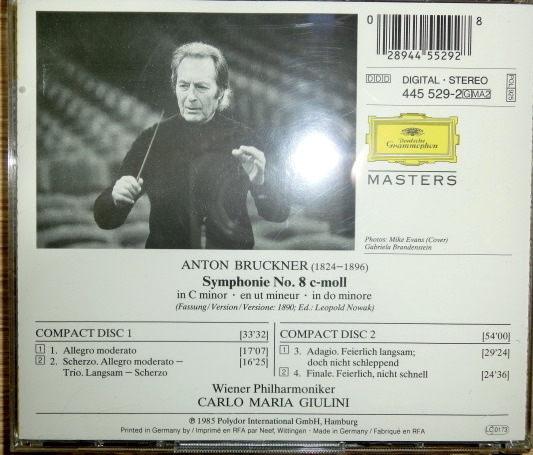 0 28944 55292 8
DDD DIGITAL · STEREO
445 529-2 GMA2
POL 925
Deutsche
Grammophon
MASTERS
Photos: Mike Evans (Cover)
Gabriela Brandenstein
ANTON BRUCKNER (1824–1896)
Symphonie No. 8 c-moll
in C minor · en ut mineur · in do minore
(Fassung/Version/Versione: 1890; Ed.: Leopold Nowak)
COMPACT DISC 1 [33'32]
1 1. Allegro moderato [17'07]
2 2. Scherzo. Allegro moderato – [16'25]
Trio. Langsam – Scherzo
COMPACT DISC 2 [54'00]
1 3. Adagio. Feierlich langsam; [29'24]
doch nicht schleppend
2 4. Finale. Feierlich, nicht schnell [24'36]
Wiener Philharmoniker
CARLO MARIA GIULINI
℗ 1985 Polydor International GmbH, Hamburg
Printed in Germany by / Imprimé en RFA par Neef, Wittingen · Made in Germany / Fabriqué en RFA
LC 0173